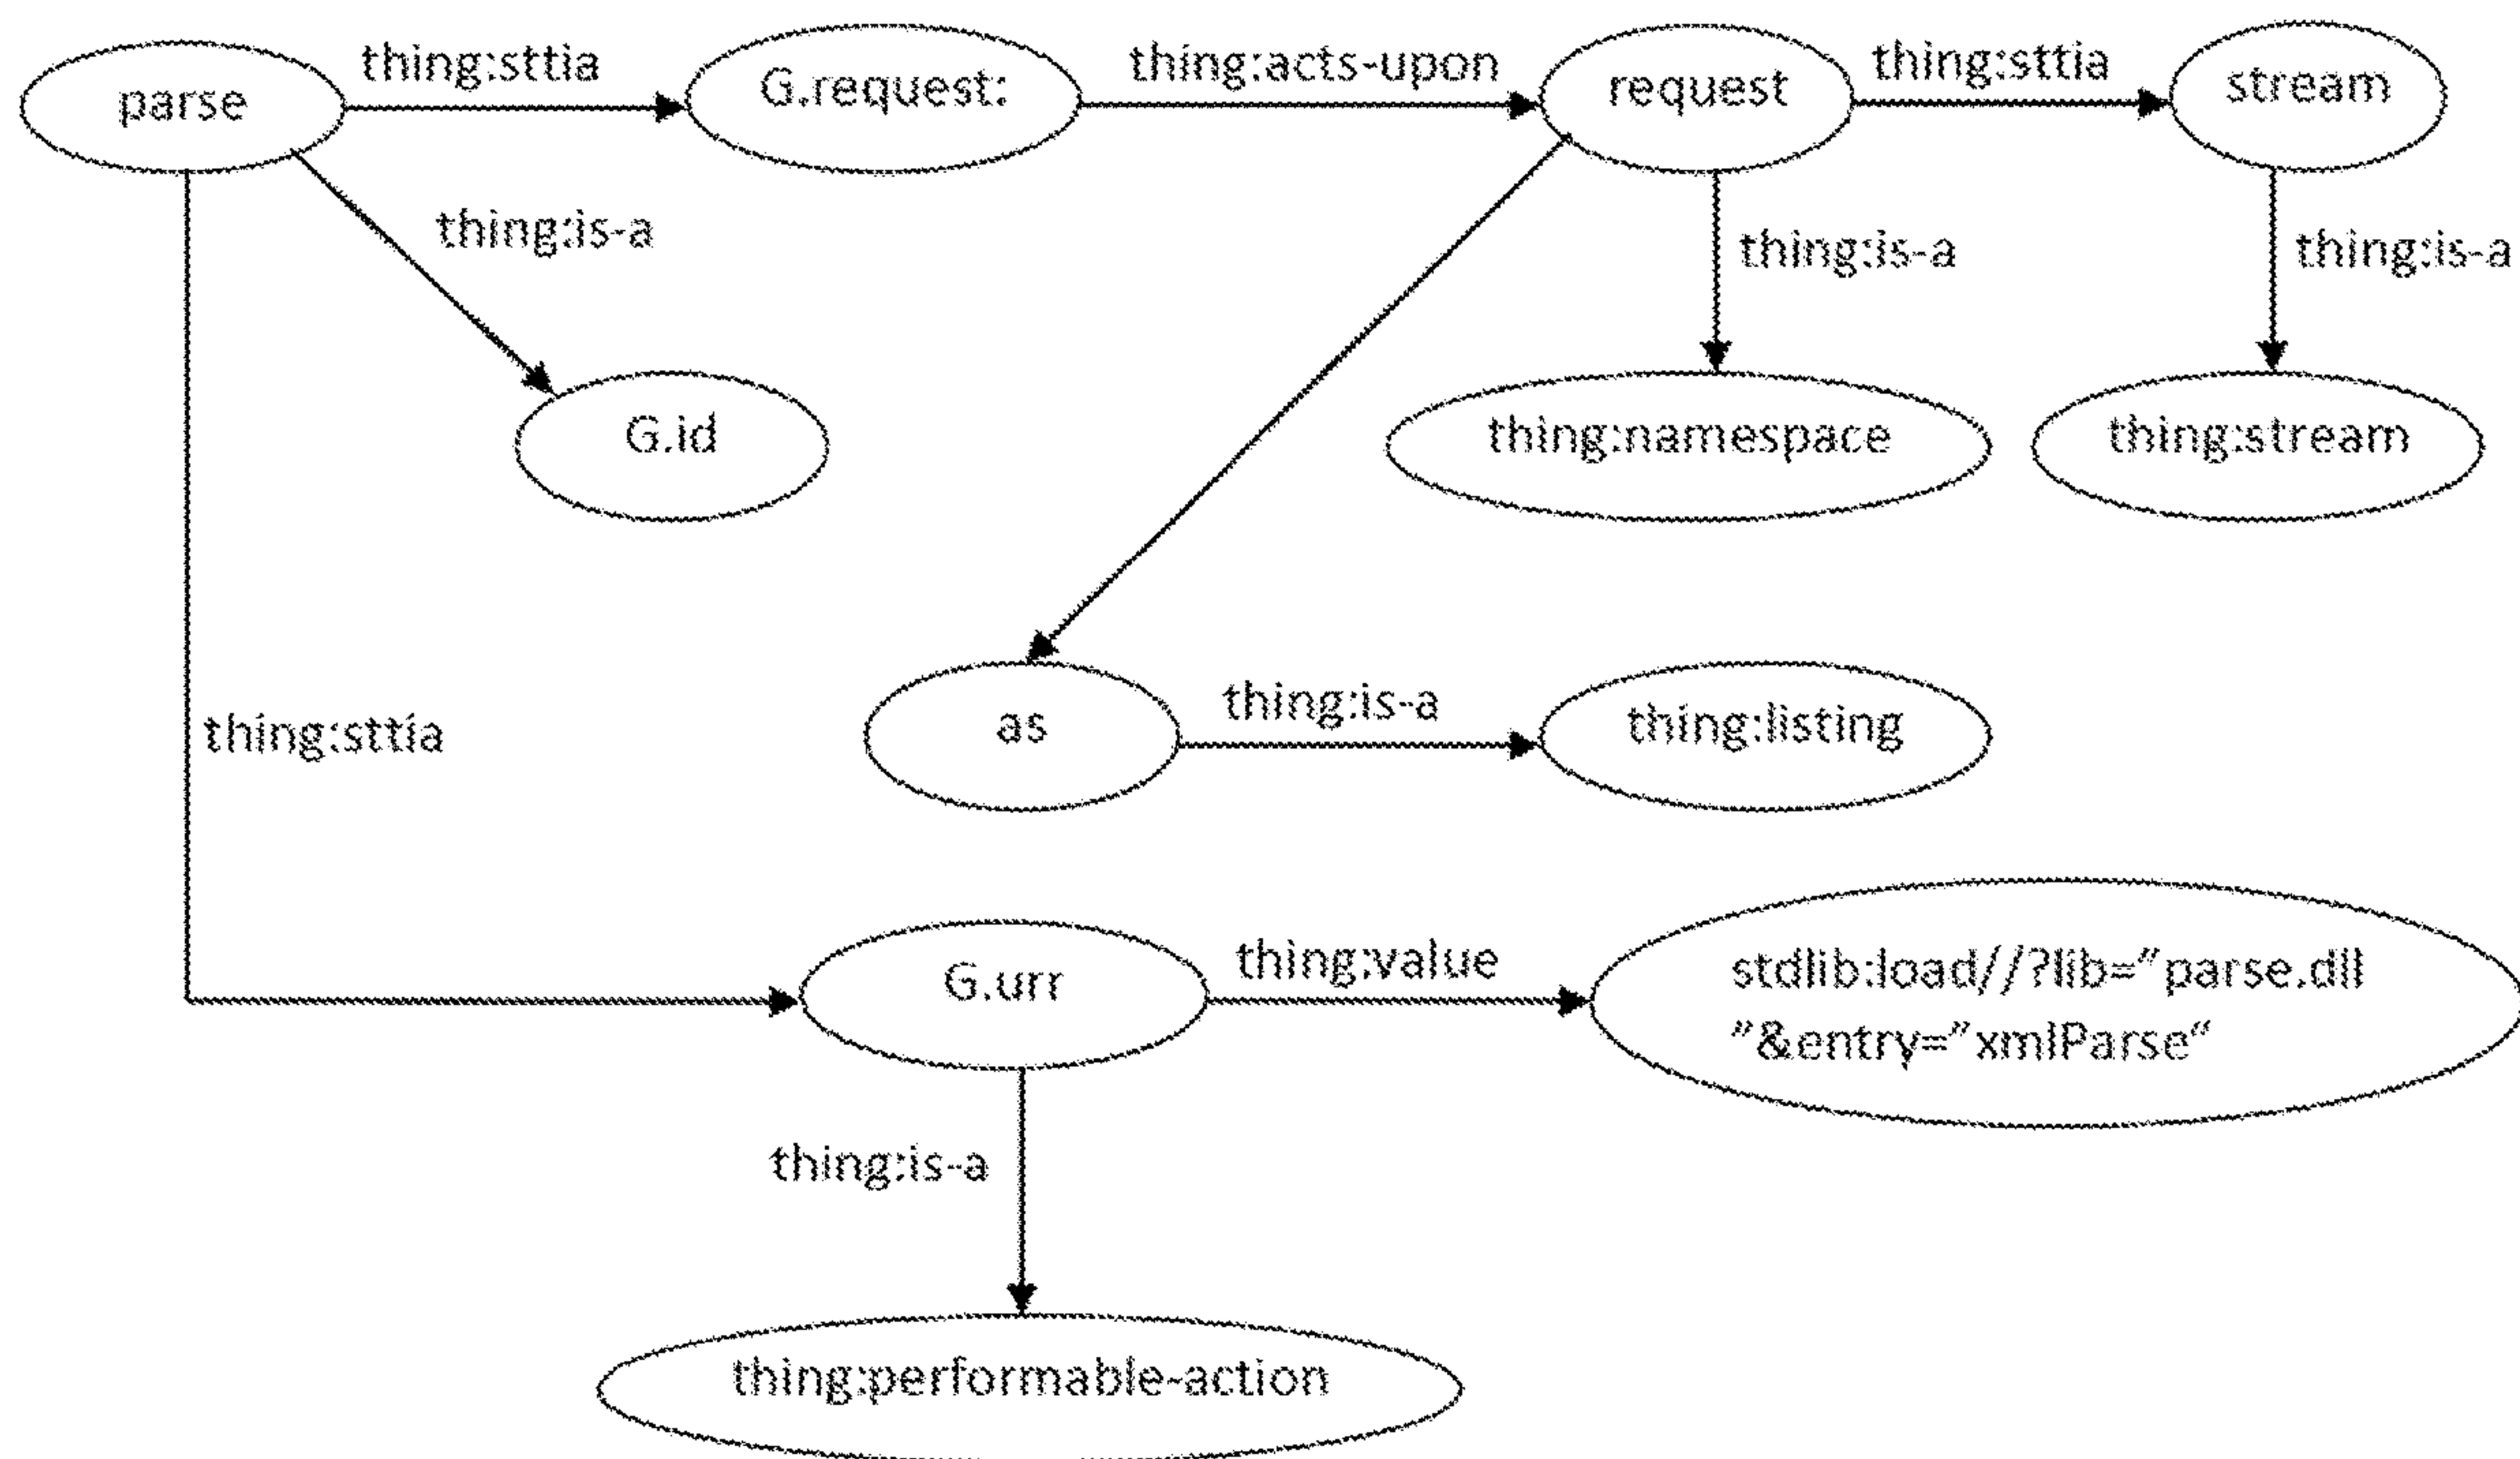 parse
thing:sttia
G.request:
thing:acts-upon
request
thing:sttia
stream
thing:is-a
thing:is-a
thing:is-a
G.id
thing:namespace
thing:stream
thing:sttia
as
thing:is-a
thing:listing
G.urr
thing:value
stdlib:load//?lib=”parse.dll
”&entry=”xmlParse“
thing:is-a
thing:performable-action